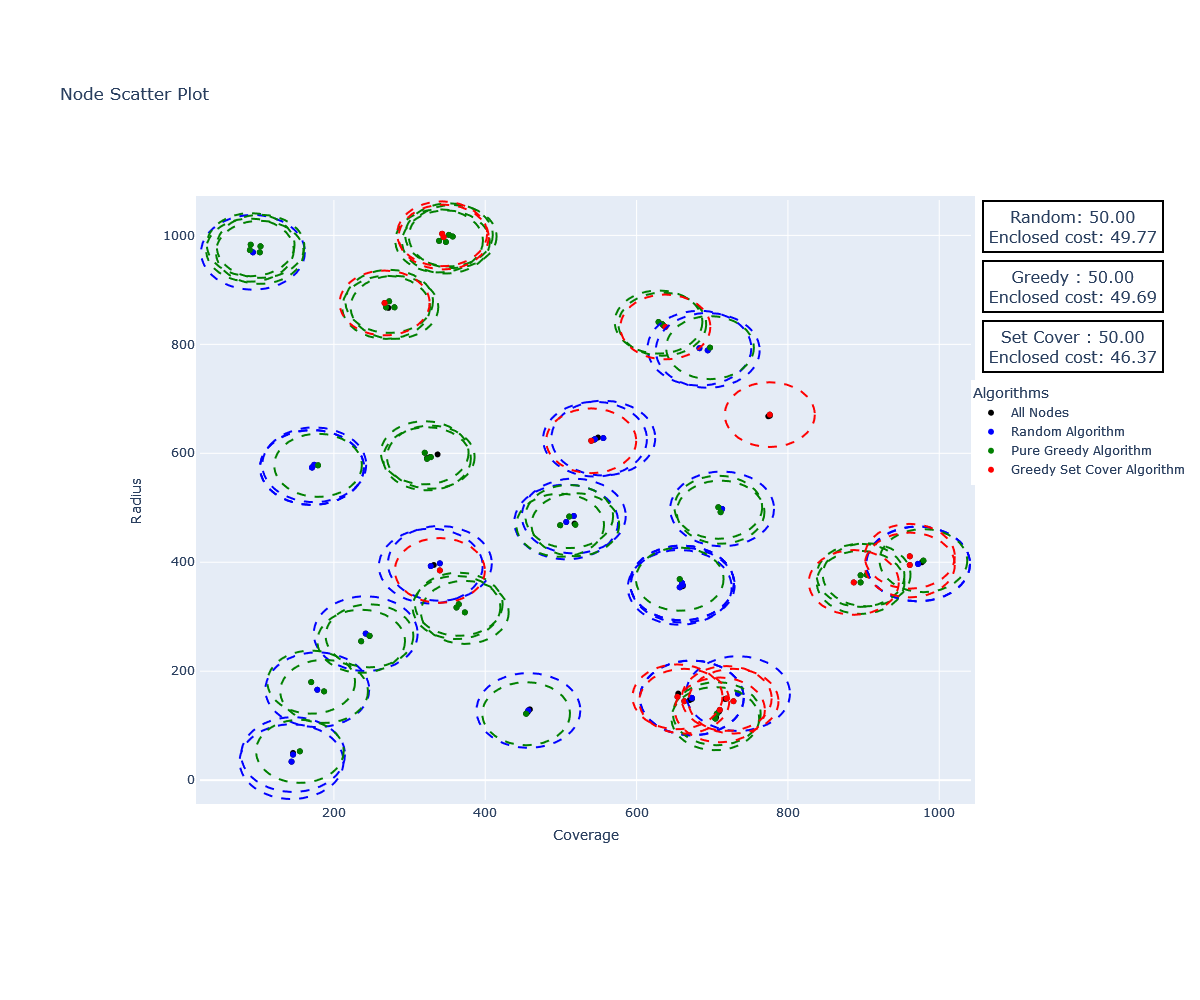 Node Scatter Plot
Random: 50.00
Enclosed cost: 49.77
Greedy : 50.00
Enclosed cost: 49.69
Set Cover : 50.00
Enclosed cost: 46.37
Algorithms
All Nodes
Random Algorithm
Pure Greedy Algorithm
Greedy Set Cover Algorithm
Radius
1000
800
600
400
200
0
200
400
600
800
1000
Coverage